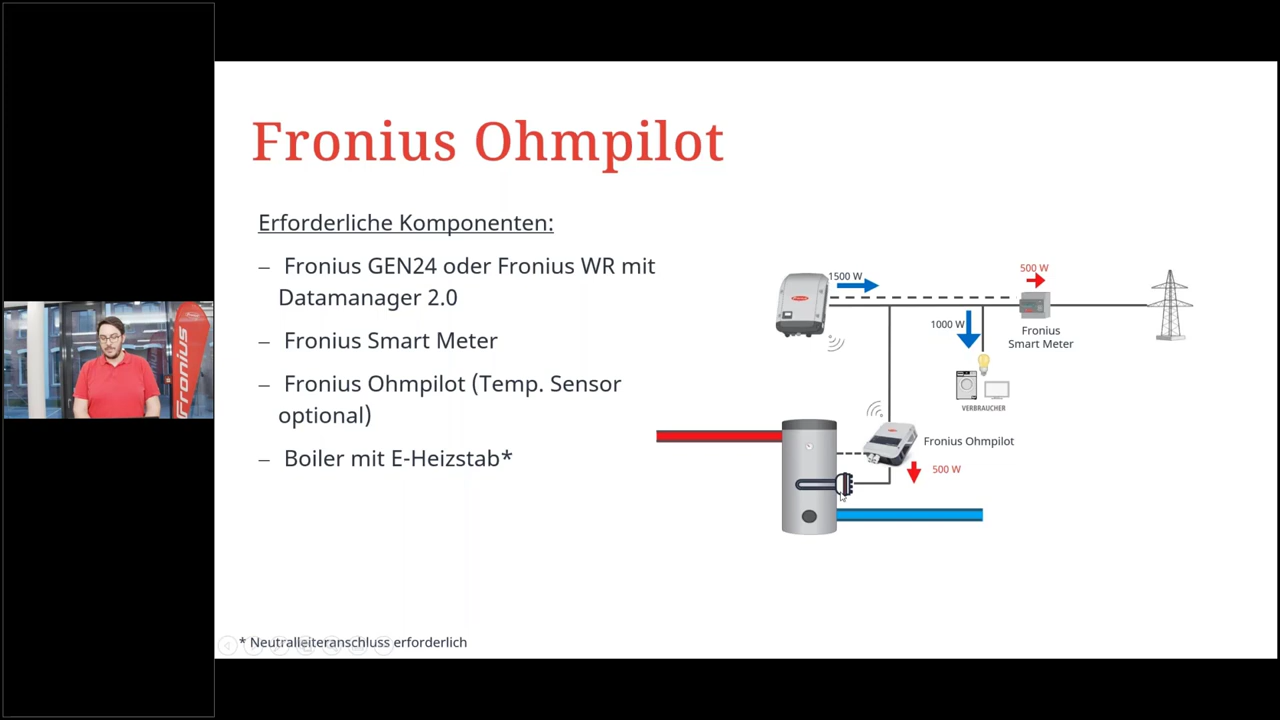 Fronius Ohmpilot
Erforderliche Komponenten:
– Fronius GEN24 oder Fronius WR mit
Datamanager 2.0
– Fronius Smart Meter
– Fronius Ohmpilot (Temp. Sensor
optional)
– Boiler mit E-Heizstab*
1500 W
500 W
1000 W
Fronius
Smart Meter
VERBRAUCHER
Fronius Ohmpilot
500 W
* Neutralleiteranschluss erforderlich
Fronius